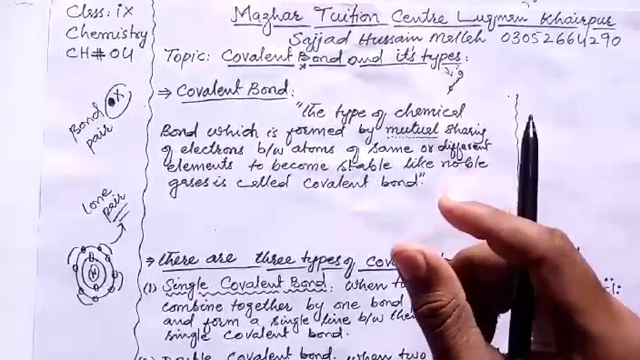 Class: iX
Chemistry
CH#04
Mazhar Tuition Centre Luqman Khairpur
Sajjad Hussain Melleh 03052664290
Topic: Covalent Bond and its types:
Bond pair
lone pair
N
⇒ Covalent Bond:
"The type of chemical
Bond which is formed by mutual sharing
of electrons b/w atoms of same or different
elements to become stable like noble
gases is called covalent bond".
⇒ There are three types of cov
(1) Single Covalent Bond: when
combine together by one bond
and form a single line b/w
single covalent bond.
Double Covalent bond: when two